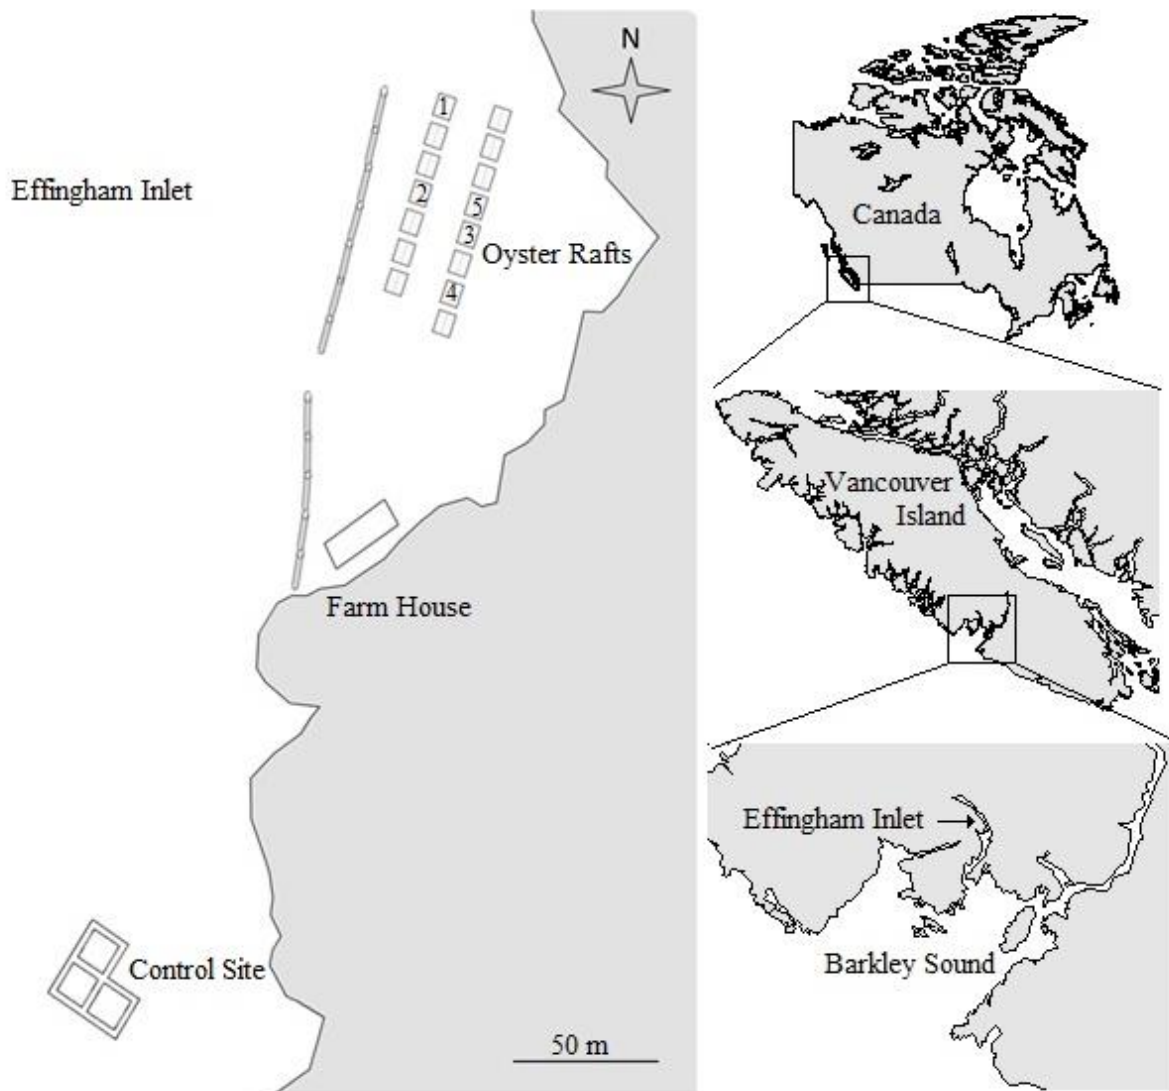 N
1
Effingham Inlet
2
5
3
Oyster Rafts
4
Farm House
Control Site
50 m
Canada
Vancouver
Island
Effingham Inlet
Barkley Sound